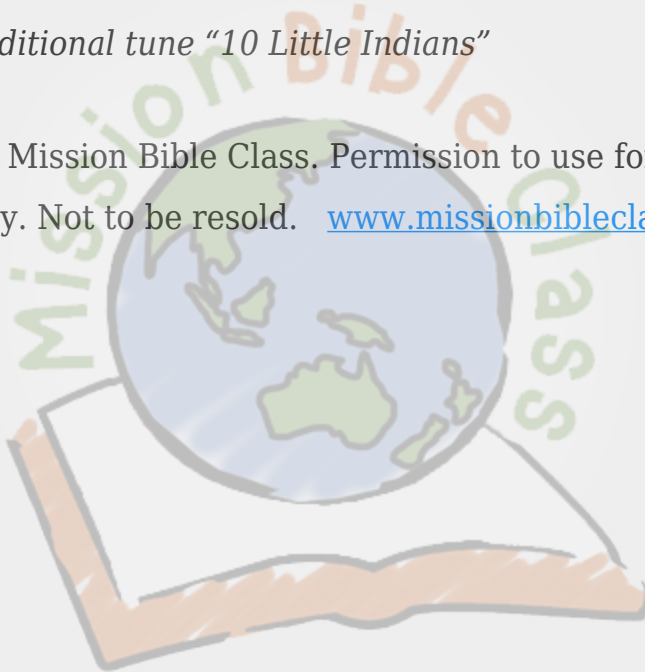 ditional tune “10 Little Indians”
Mission Bible Class
Mission Bible Class. Permission to use fo
y. Not to be resold. www.missionbiblecla